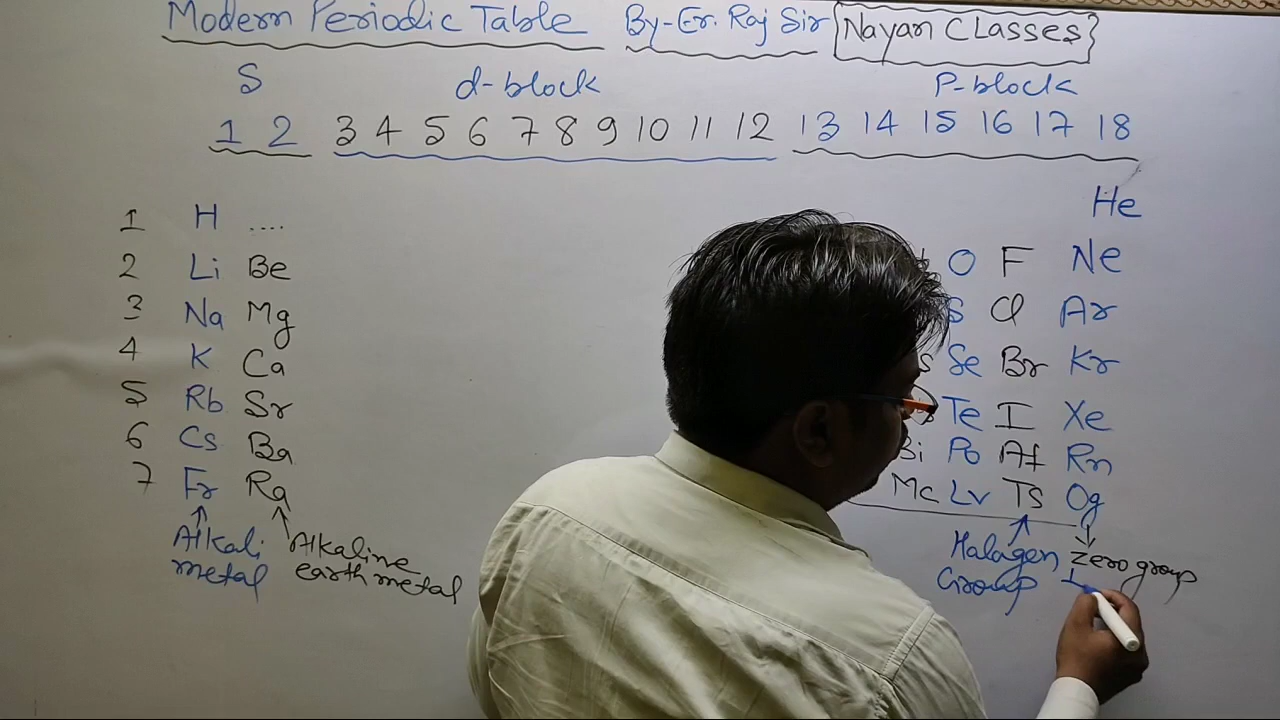 Modern Periodic Table By-Er. Raj Sir Nayan Classes
S d-block P-block
1 2 3 4 5 6 7 8 9 10 11 12 13 14 15 16 17 18
1 H .... He
2 Li Be O F Ne
3 Na Mg S Cl Ar
4 K Ca Se Br Kr
5 Rb Sr Te I Xe
6 Cs Ba Bi Po At Rn
7 Fr Ra Mc Lv Ts Og
Alkali Alkaline Halagen zero group
metal earth metal Group